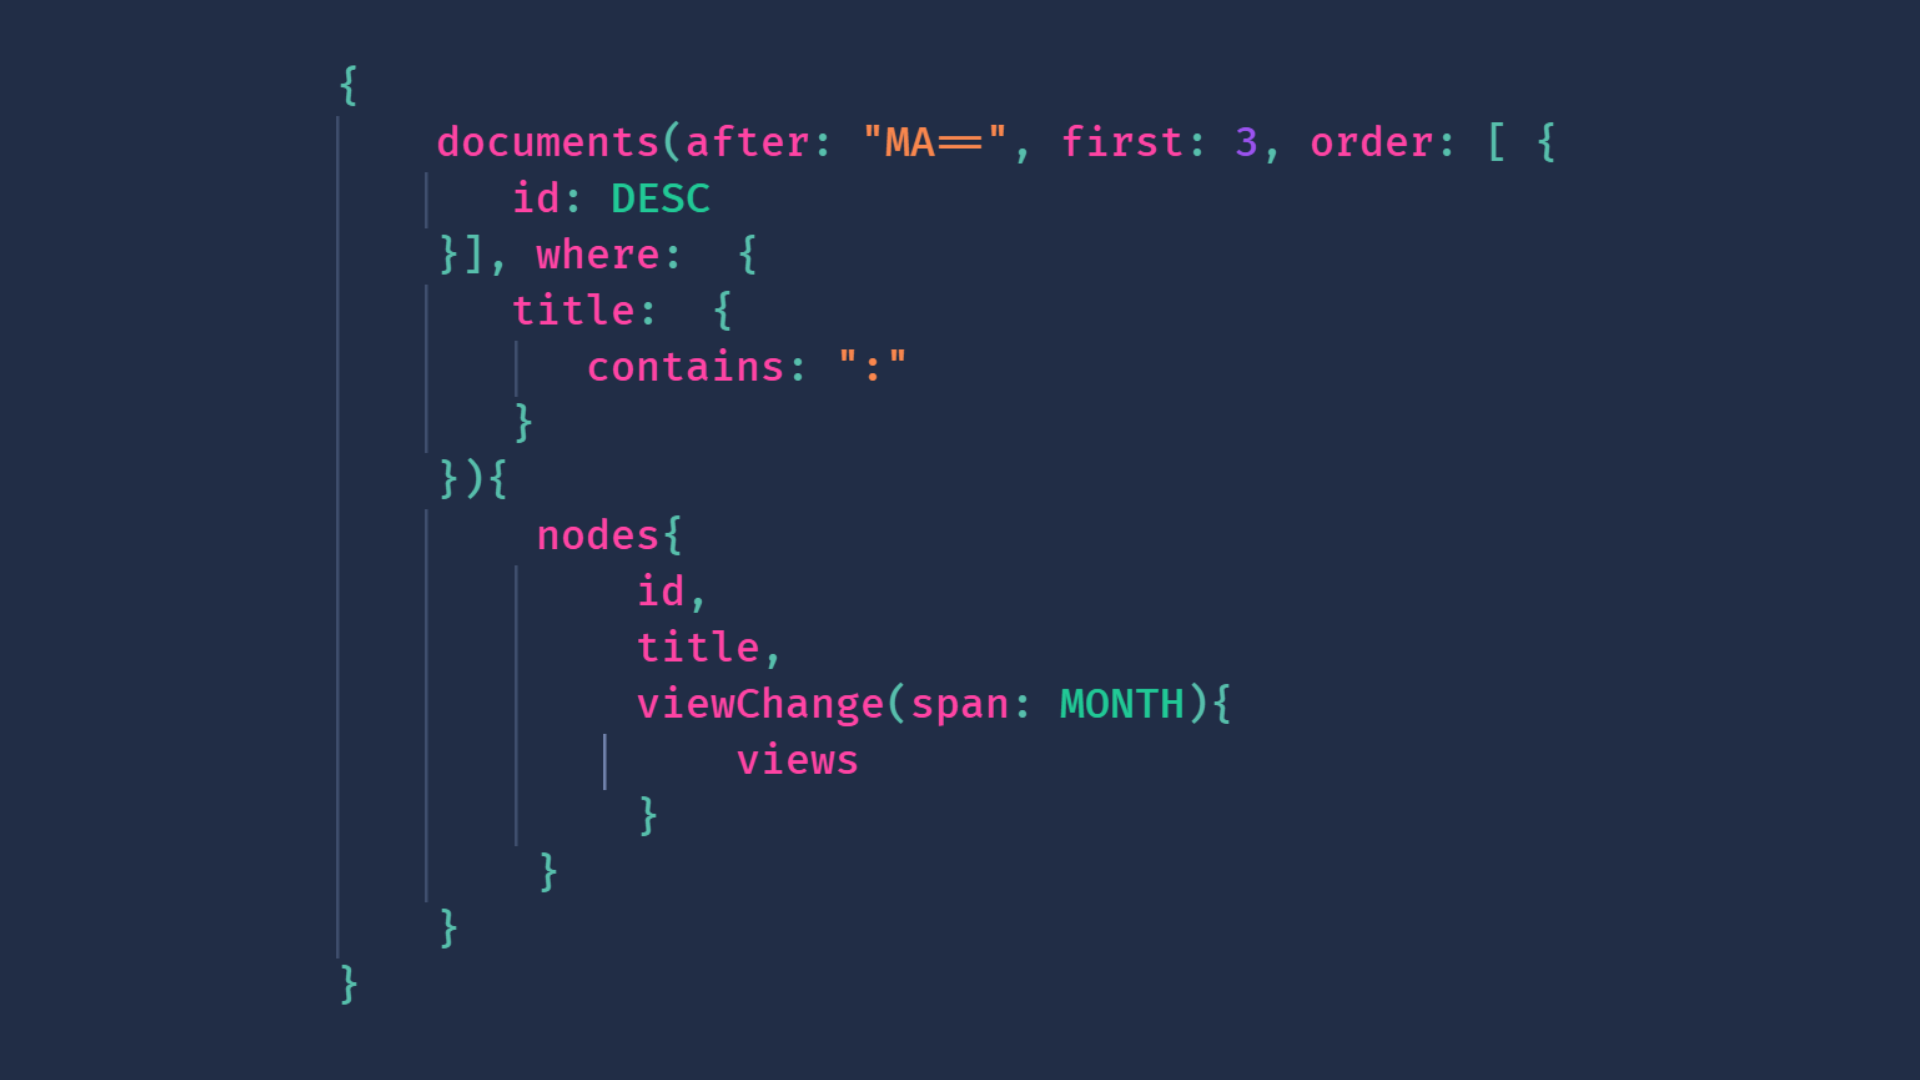 {
documents(after: "MA==", first: 3, order: [ {
id: DESC
}], where:  {
title:  {
contains: ":"
}
}){
nodes{
id,
title,
viewChange(span: MONTH){
views
}
}
}
}